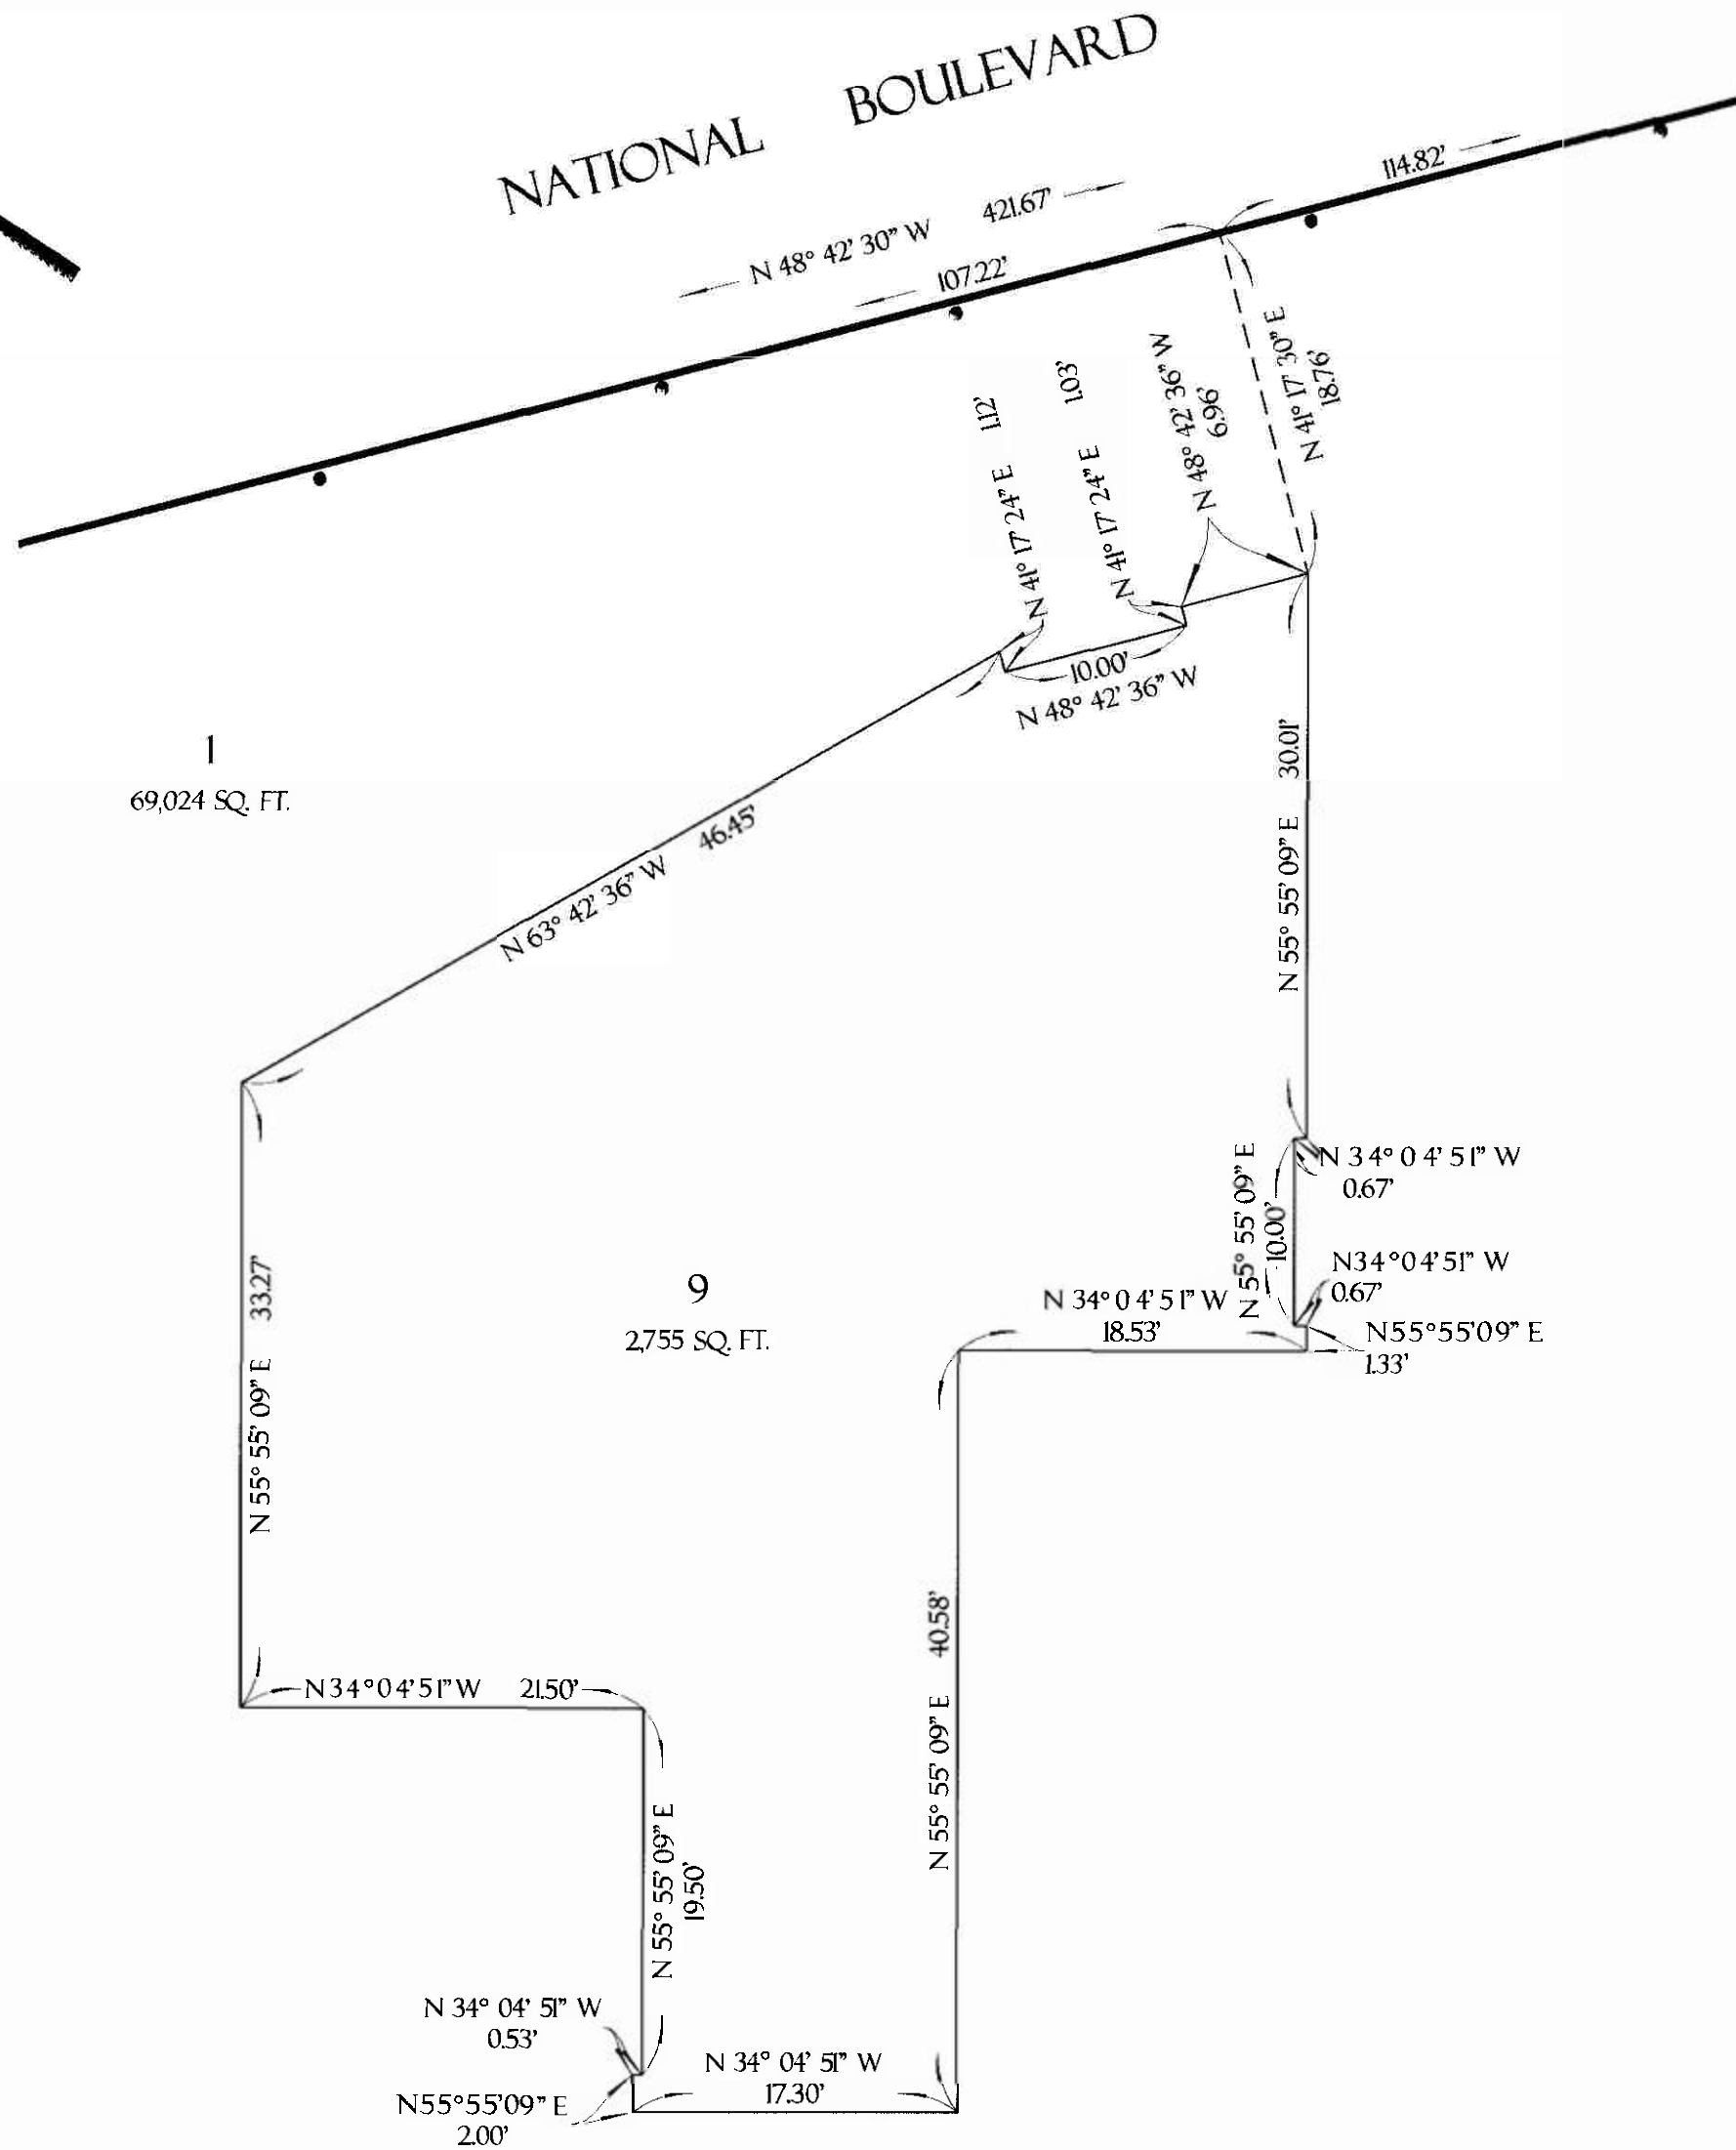 NATIONAL BOULEVARD
114.82'
N 48° 42' 30" W 421.67'
107.22'
N 41° 17' 30" E
18.76'
N 48° 42' 36" W
6.96'
N 41° 17' 24" E 1.03'
N 41° 17' 24" E 1.12'
10.00'
N 48° 42' 36" W
1
69,024 SQ. FT.
N 63° 42' 36" W 46.45'
N 55° 55' 09" E 30.01'
N 34° 04' 51" W
0.67'
N 55° 55' 09" E
10.00'
N34°04'51" W
0.67'
N 34° 04' 51" W
18.53'
N55°55'09" E
1.33'
9
2,755 SQ. FT.
N 55° 55' 09" E 33.27'
N34°04'51" W 21.50'
N 55° 55' 09" E 40.58'
N 55° 55' 09" E
19.50'
N 34° 04' 51" W
0.53'
N 34° 04' 51" W
17.30'
N55°55'09" E
2.00'